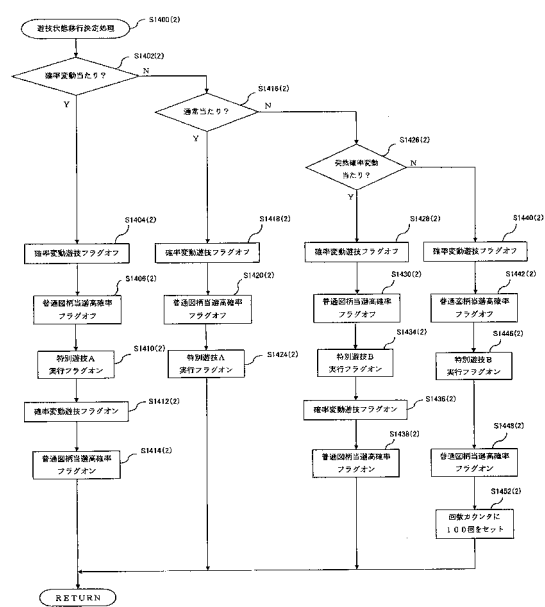 S1400(2)
遊技状態移行決定処理
S1402(2)
確率変動当たり？
N
Y
S1416(2)
通常当たり？
N
Y
S1426(2)
突然確率変動
当たり？
N
Y
S1404(2)
確率変動遊技フラグオフ
S1406(2)
普通図柄当選高確率
フラグオフ
S1410(2)
特別遊技A
実行フラグオン
S1412(2)
確率変動遊技フラグオン
S1414(2)
普通図柄当選高確率
フラグオン
S1418(2)
確率変動遊技フラグオフ
S1420(2)
普通図柄当選高確率
フラグオフ
S1424(2)
特別遊技A
実行フラグオン
S1428(2)
確率変動遊技フラグオフ
S1430(2)
普通図柄当選高確率
フラグオフ
S1434(2)
特別遊技B
実行フラグオン
S1436(2)
確率変動遊技フラグオン
S1438(2)
普通図柄当選高確率
フラグオン
S1440(2)
確率変動遊技フラグオフ
S1442(2)
普通図柄当選高確率
フラグオフ
S1446(2)
特別遊技B
実行フラグオン
S1448(2)
普通図柄当選高確率
フラグオン
S1452(2)
回数カウンタに
１００回をセット
RETURN